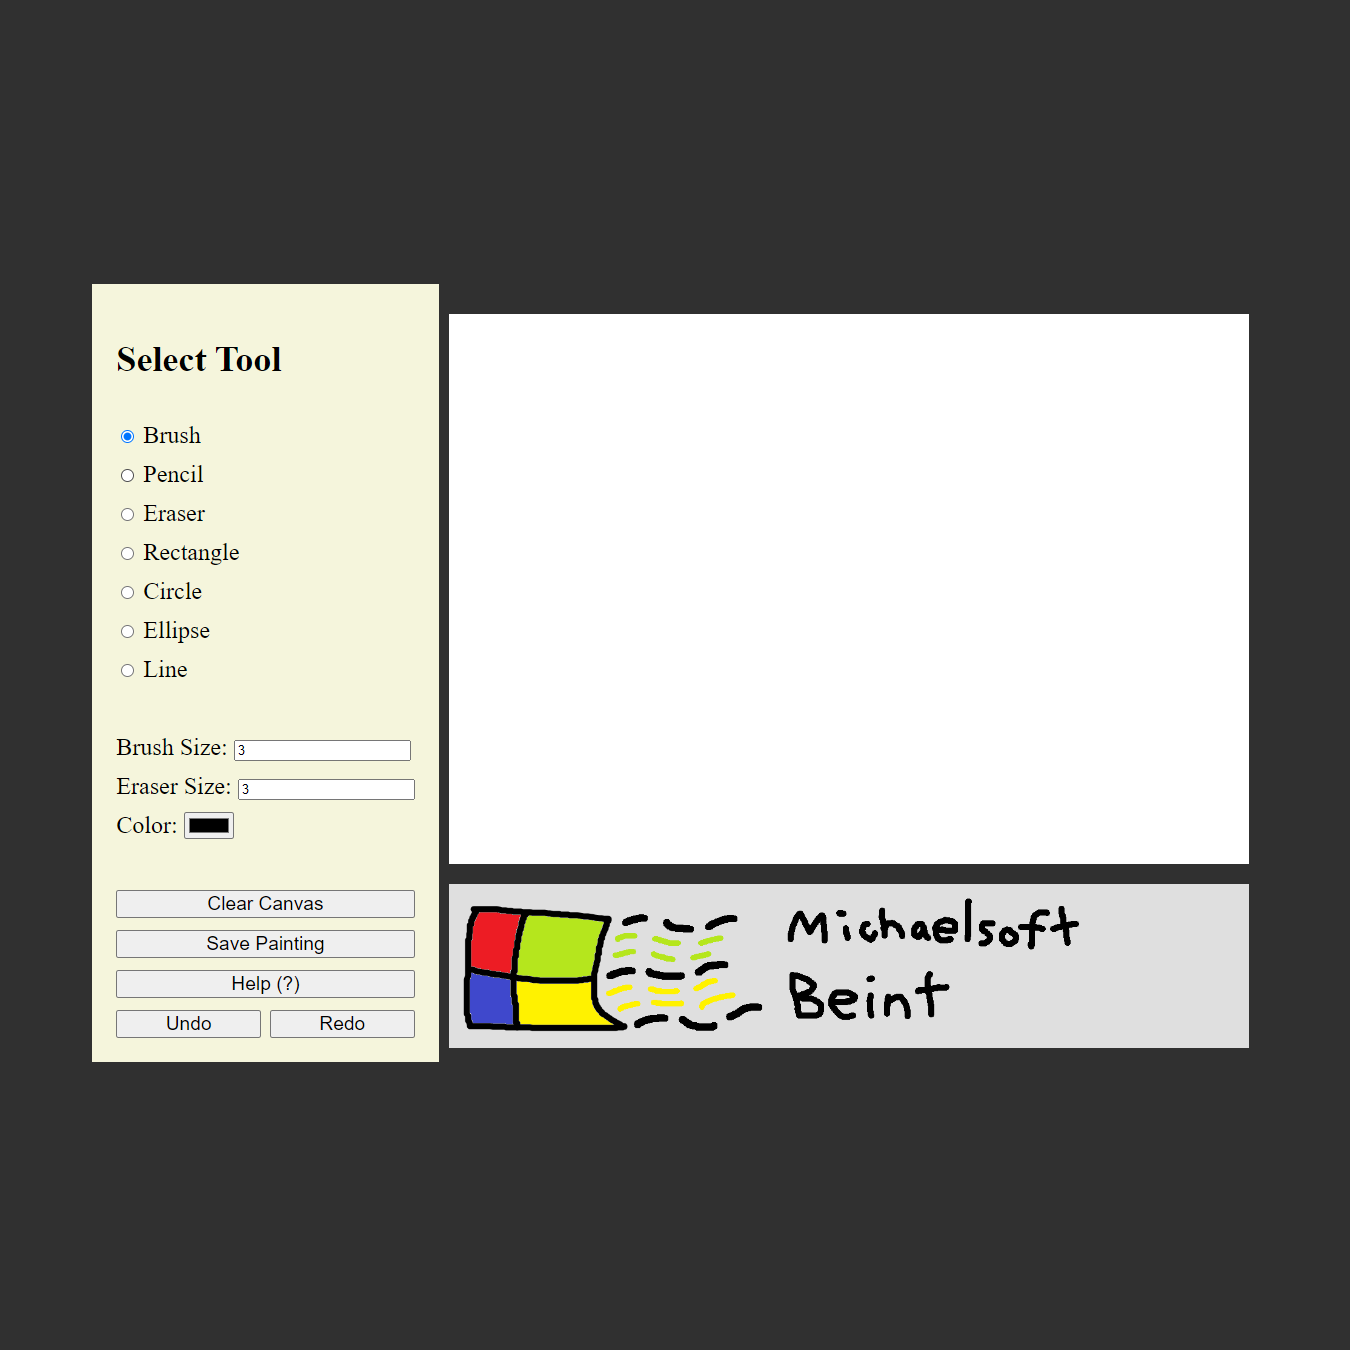 Select Tool
Brush
Pencil
Eraser
Rectangle
Circle
Ellipse
Line
Brush Size: 3
Eraser Size: 3
Color:
Clear Canvas
Save Painting
Help (?)
Undo Redo
Michaelsoft
Beint